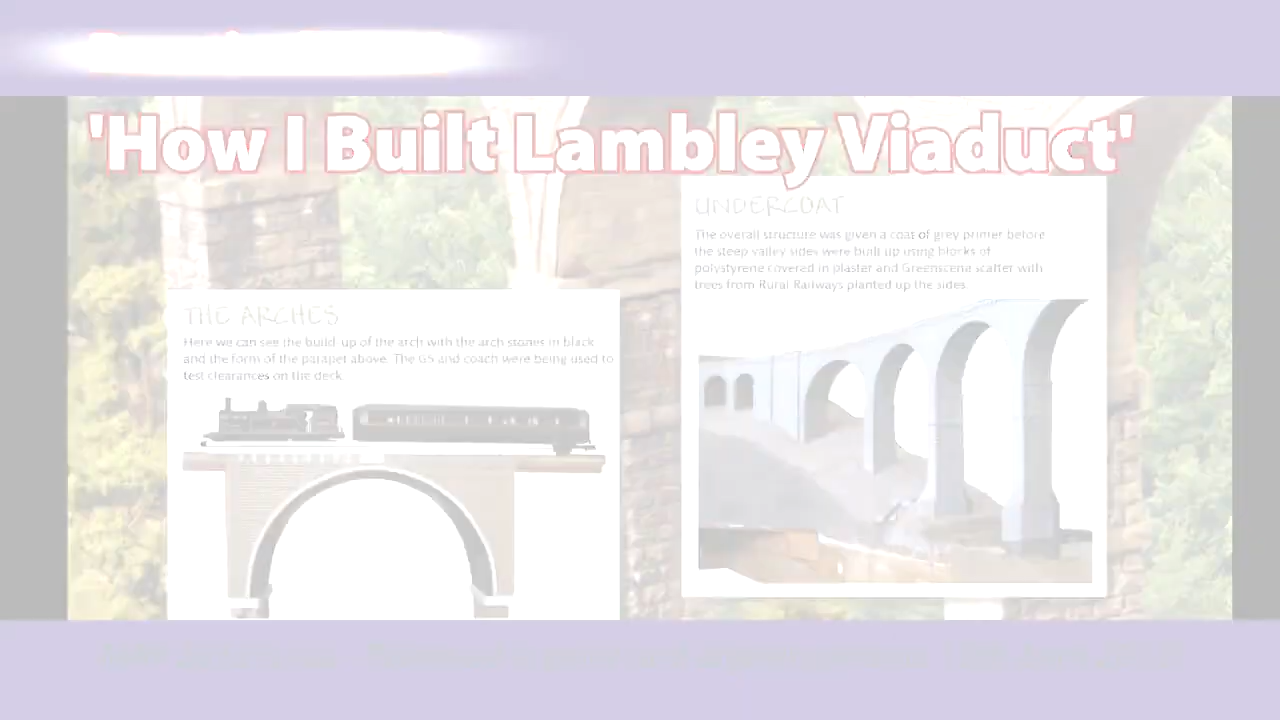 'How I Built Lambley Viaduct'
UNDERCOAT
The overall structure was given a coat of grey primer before
the steep valley sides were built up using blocks of
polystyrene covered in plaster and Greenscene scatter with
trees from Rural Railways planted up the sides.
THE ARCHES
Here we can see the build up of the arch with the arch stones in black
and the form of the parapet above. The G5 and coach were being used to
test clearances on the deck.